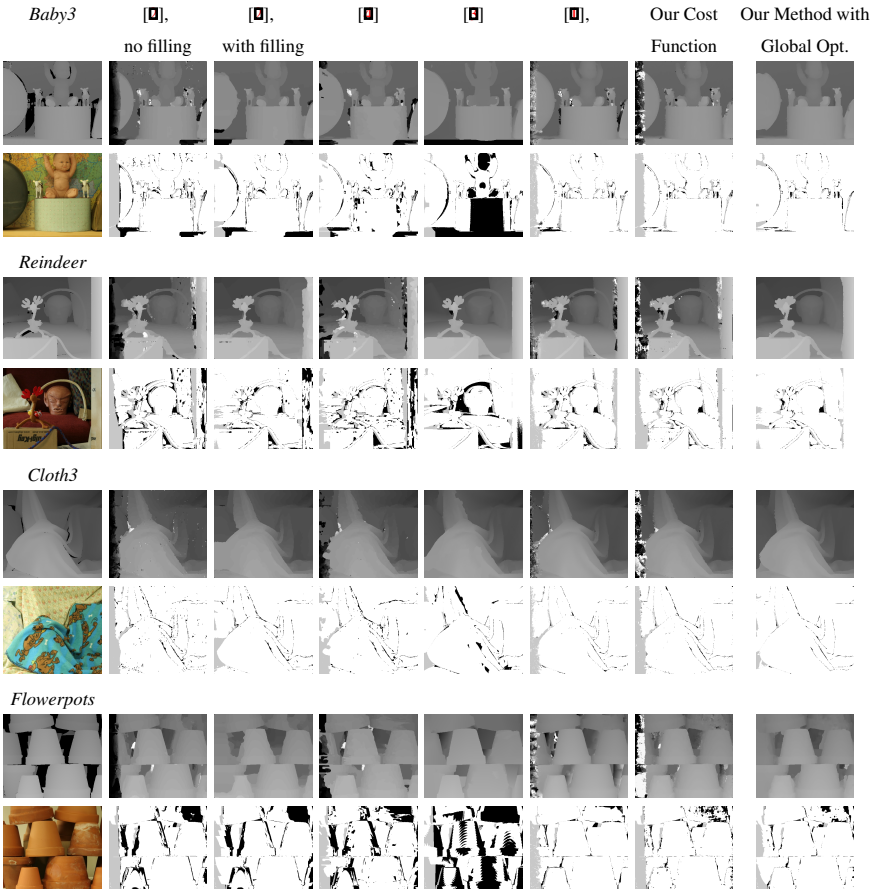 Baby3 [ ], [ ], [ ] [ ] [ ], Our Cost Our Method with
no filling with filling Function Global Opt.
Reindeer
Cloth3
Flowerpots